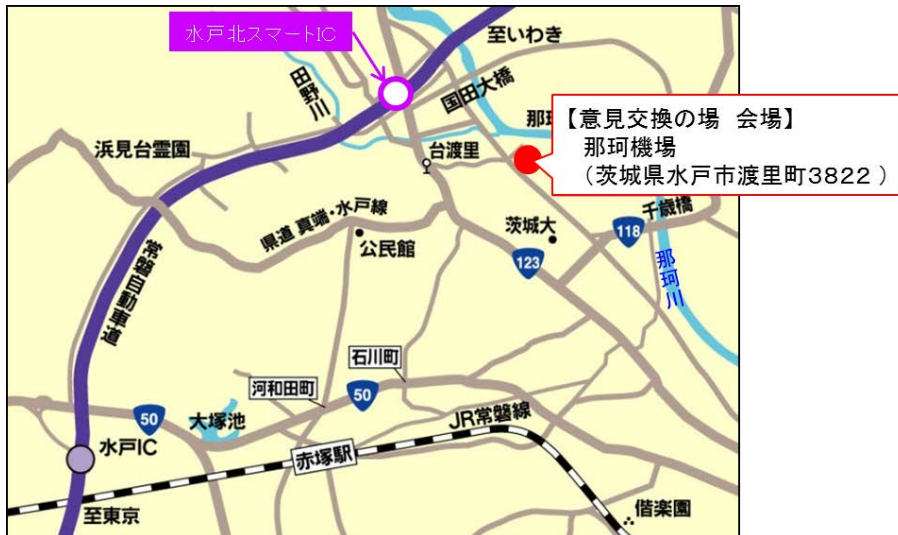 水戸北スマートIC
至いわき
田野川
国田大橋
那珂
【意見交換の場 会場】
那珂機場
（茨城県水戸市渡里町3822 ）
浜見台霊園
台渡里
千歳橋
県道 真端・水戸線
茨城大
118
公民館
123
那珂川
常磐自動車道
石川町
河和田町
50
50
大塚池
JR常磐線
水戸IC
赤塚駅
偕楽園
至東京